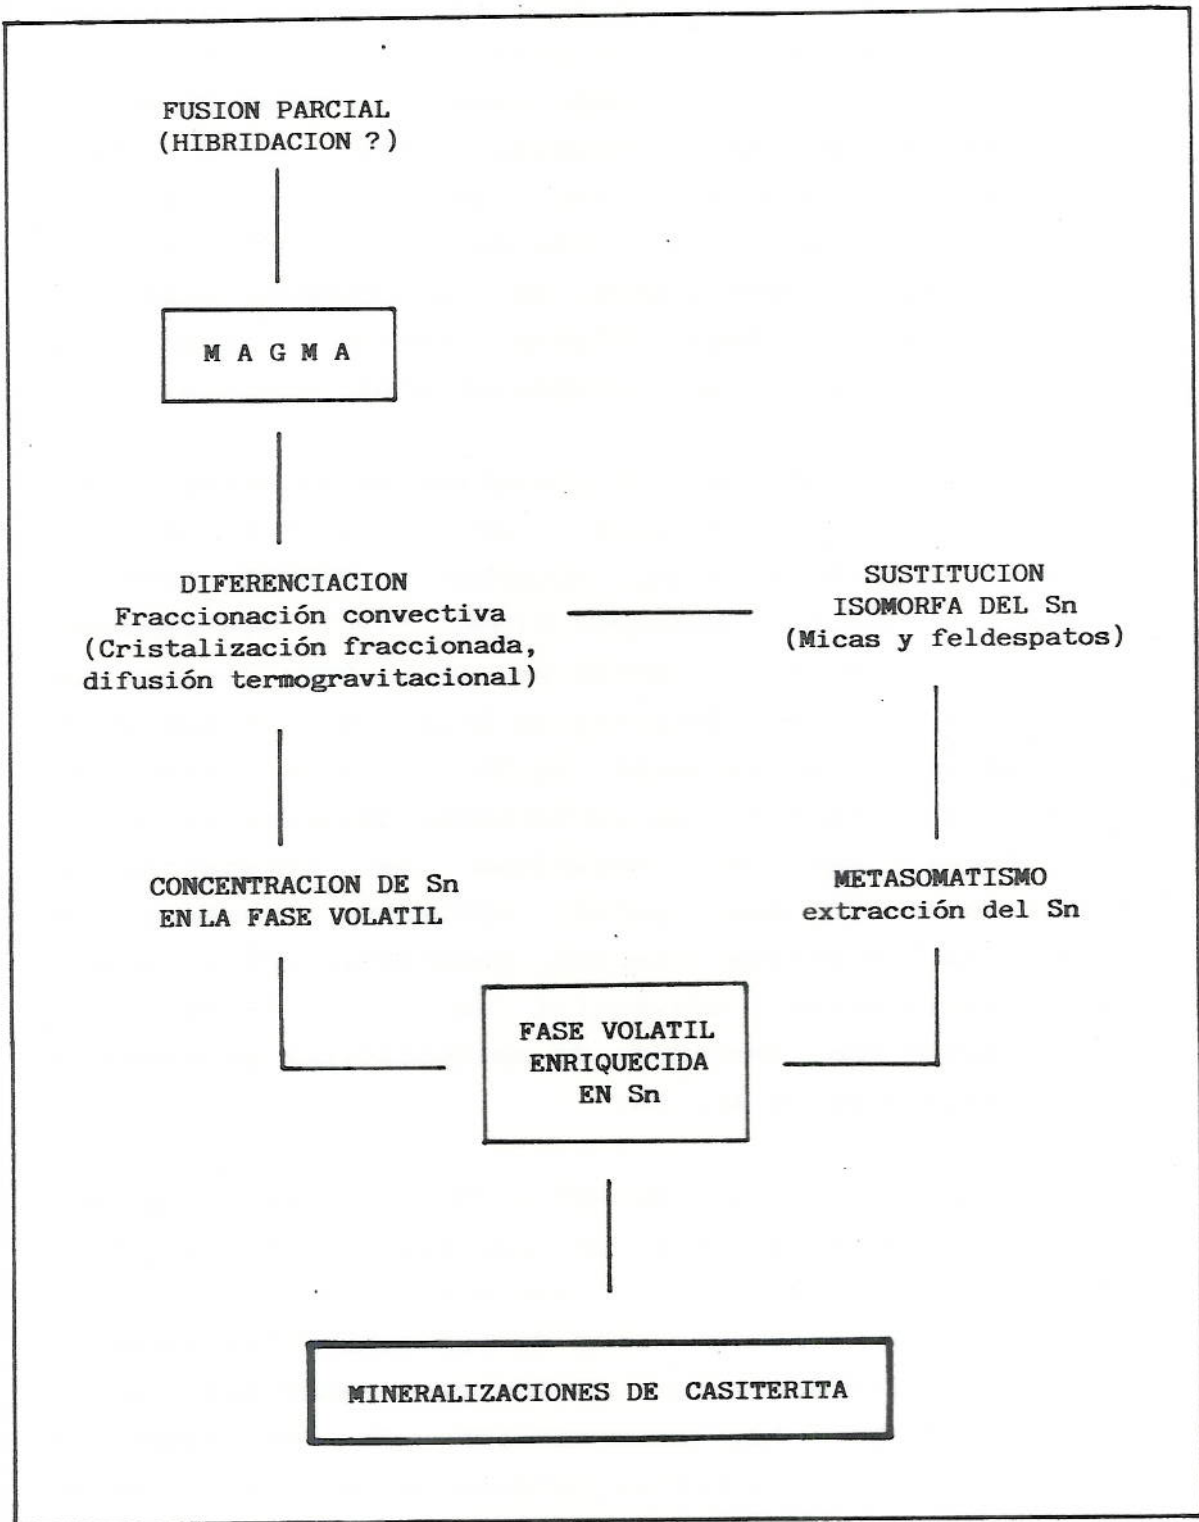 FUSION PARCIAL
(HIBRIDACION ?)
M A G M A
DIFERENCIACION
Fraccionación convectiva
(Cristalización fraccionada,
difusión termogravitacional)
SUSTITUCION
ISOMORFA DEL Sn
(Micas y feldespatos)
CONCENTRACION DE Sn
EN LA FASE VOLATIL
METASOMATISMO
extracción del Sn
FASE VOLATIL
ENRIQUECIDA
EN Sn
MINERALIZACIONES DE CASITERITA